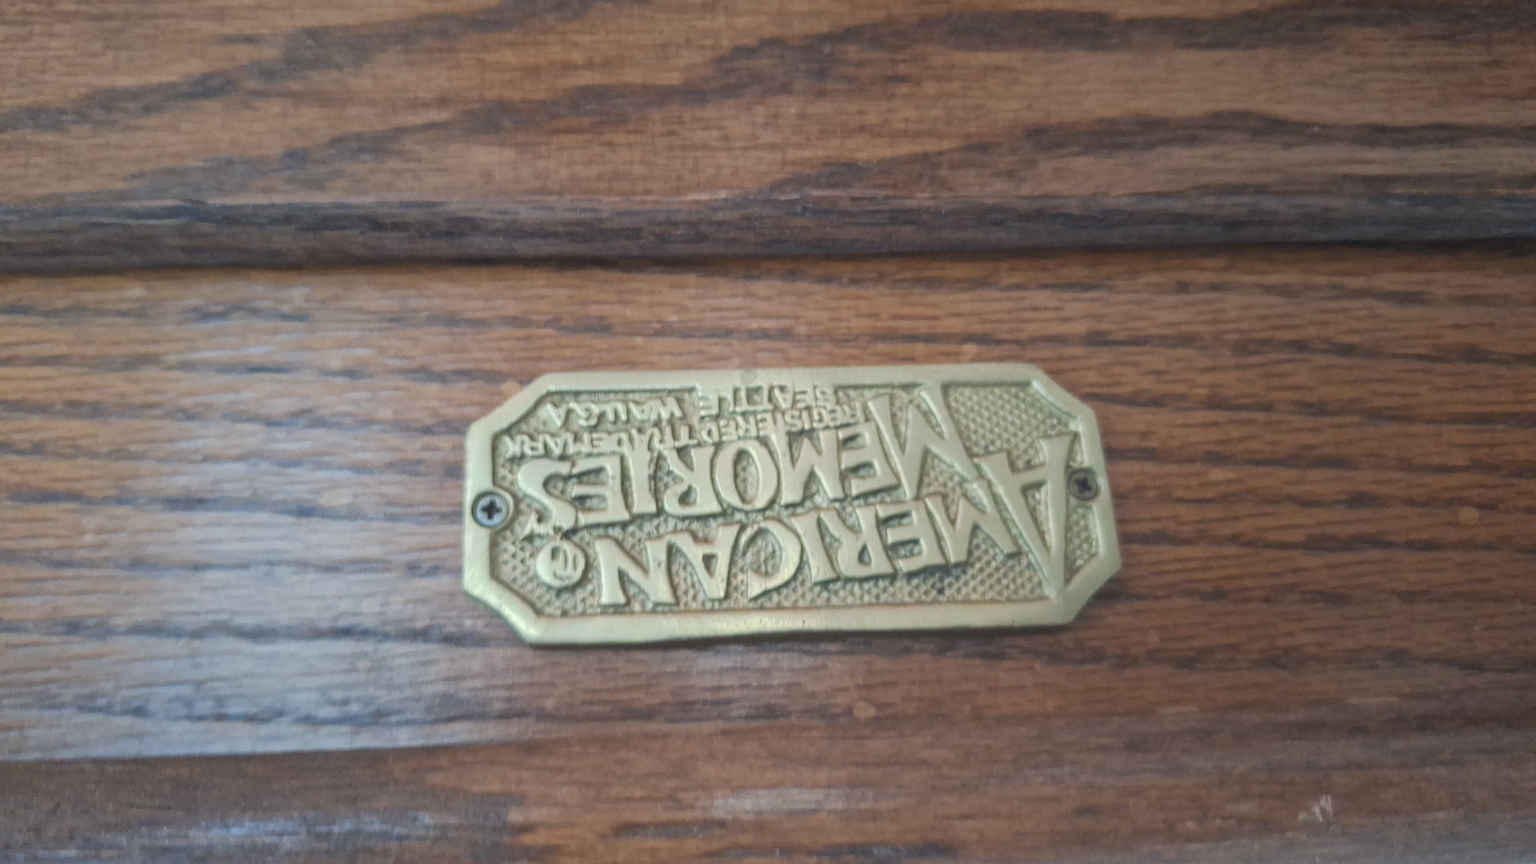 AMERICAN ®
MEMORIES
REGISTERED TRADEMARK
SEATTLE WA U.S.A